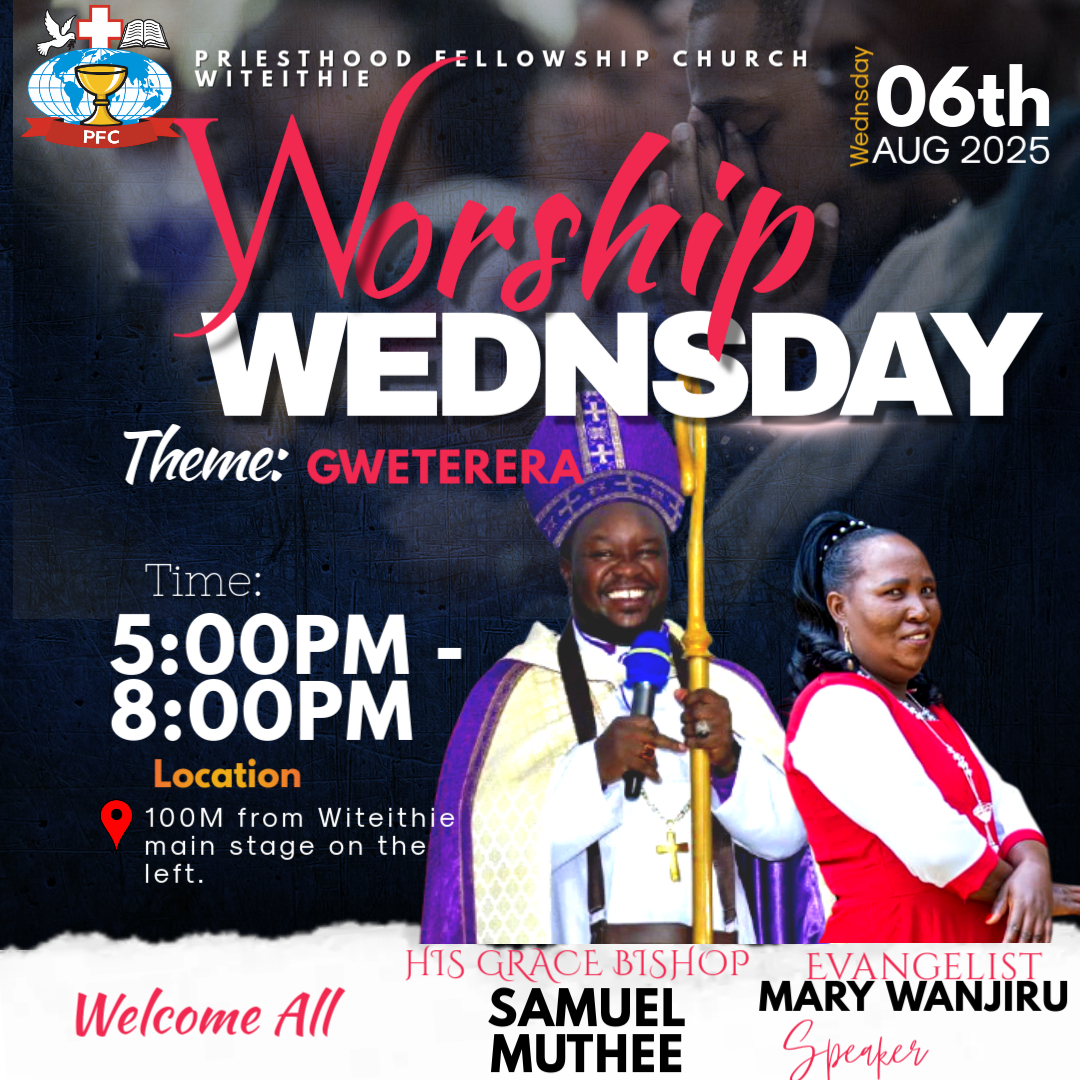 PFC
PRIESTHOOD FELLOWSHIP CHURCH
WITEITHIE
Wednsday
06th
AUG 2025
Worship
WEDNSDAY
Theme: GWETERERA
Time:
5:00PM -
8:00PM
Location
100M from Witeithie
main stage on the
left.
Welcome All
HIS GRACE BISHOP
SAMUEL
MUTHEE
EVANGELIST
MARY WANJIRU
Speaker